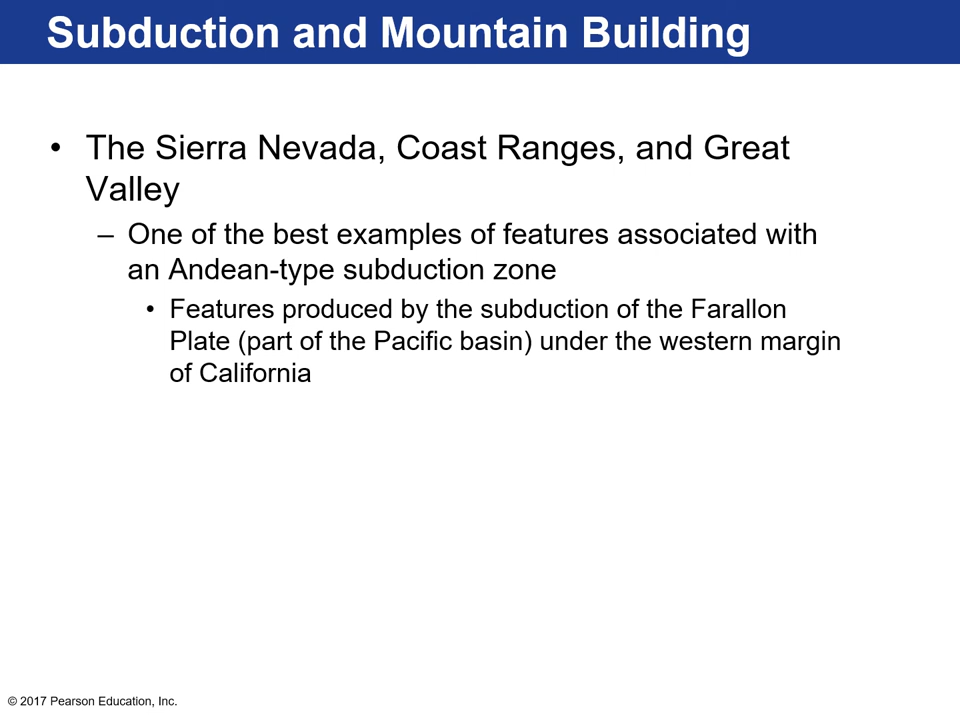 Subduction and Mountain Building
• The Sierra Nevada, Coast Ranges, and Great
Valley
– One of the best examples of features associated with
an Andean-type subduction zone
• Features produced by the subduction of the Farallon
Plate (part of the Pacific basin) under the western margin
of California
© 2017 Pearson Education, Inc.